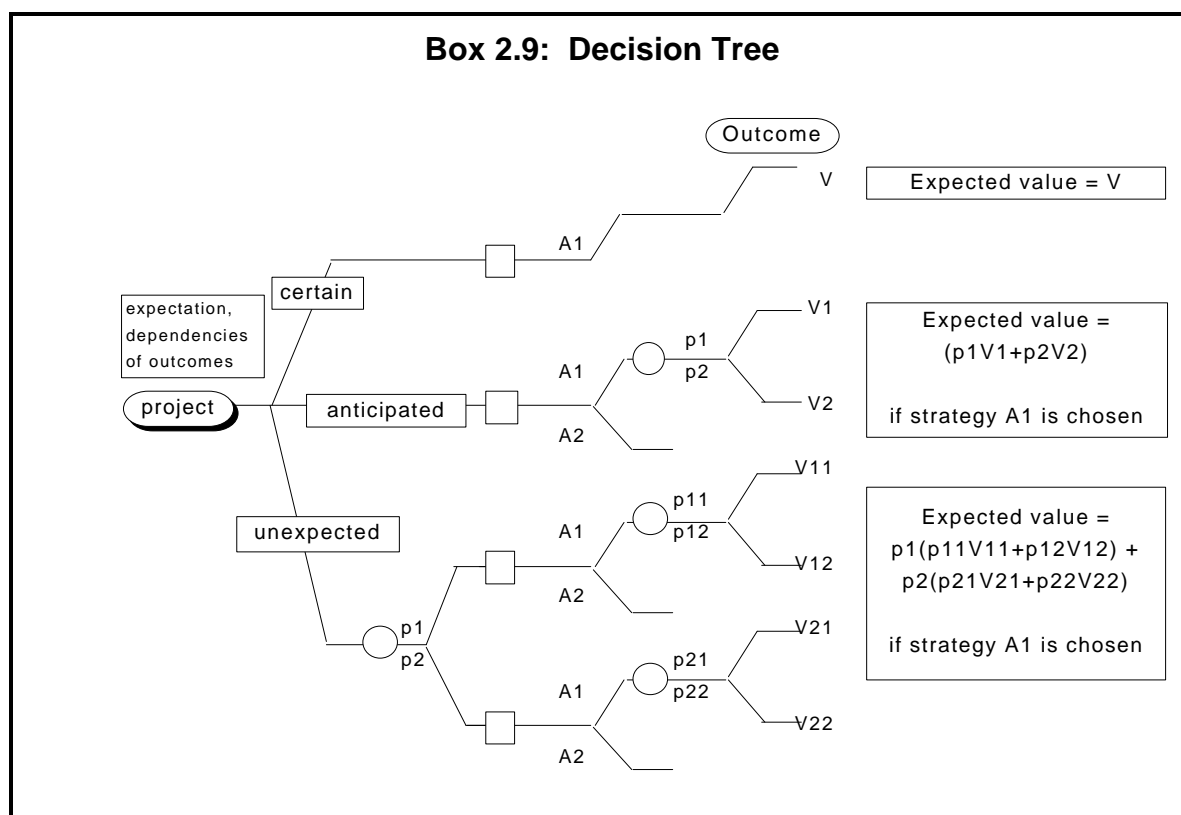 Box 2.9: Decision Tree
Outcome
V
Expected value = V
A1
certain
expectation,
dependencies
of outcomes
V1
Expected value =
(p1V1+p2V2)
if strategy A1 is chosen
p1
A1
p2
project
anticipated
V2
A2
V11
p11
Expected value =
p1(p11V11+p12V12) +
p2(p21V21+p22V22)
if strategy A1 is chosen
unexpected
A1
p12
V12
A2
p1
V21
p2
p21
A1
p22
V22
A2